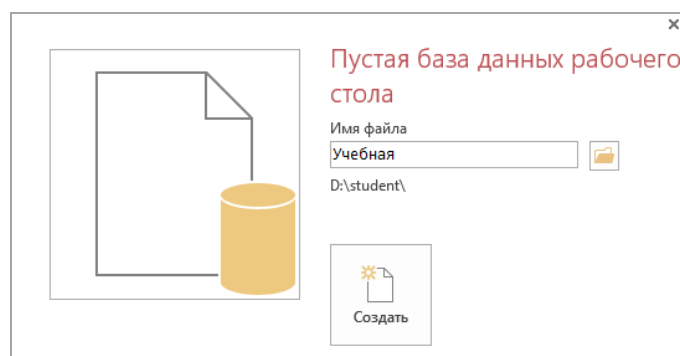 Пустая база данных рабочего
стола
Имя файла
Учебная
D:\student\
Создать